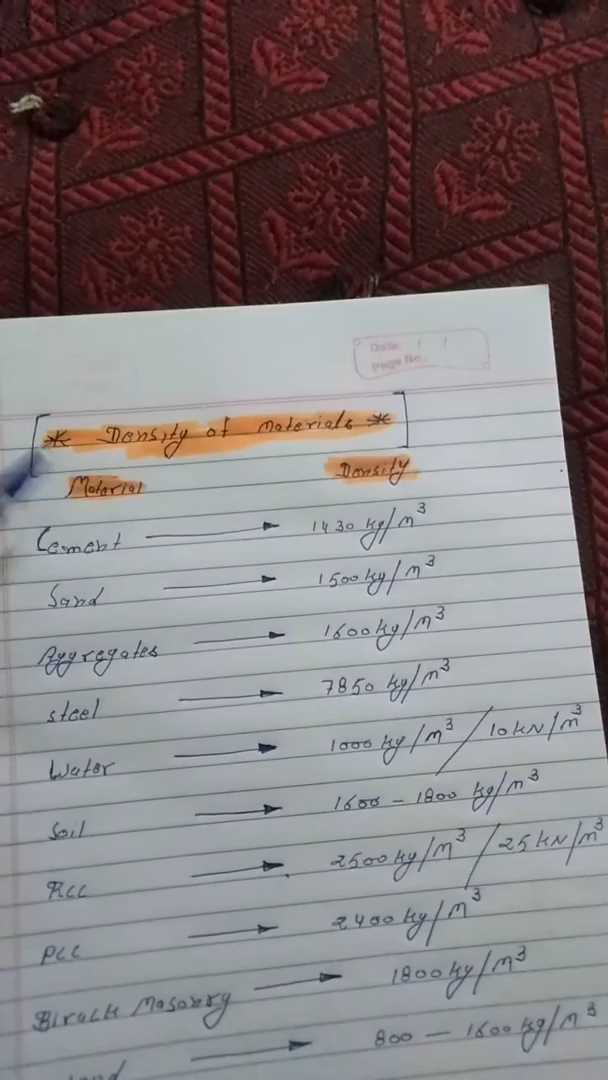 Date: / /
Page No.
* Density of Materials *
Material Density
Cement → 1430 kg/m³
Sand → 1500 kg/m³
Aggregates → 1600 kg/m³
Steel → 7850 kg/m³
Water → 1000 kg/m³ / 10 kN/m³
Soil → 1600 - 1800 kg/m³
RCC → 2500 kg/m³ / 25 kN/m³
PCC → 2400 kg/m³
Birack Masonry → 1800 kg/m³
→ 800 - 1600 kg/m³